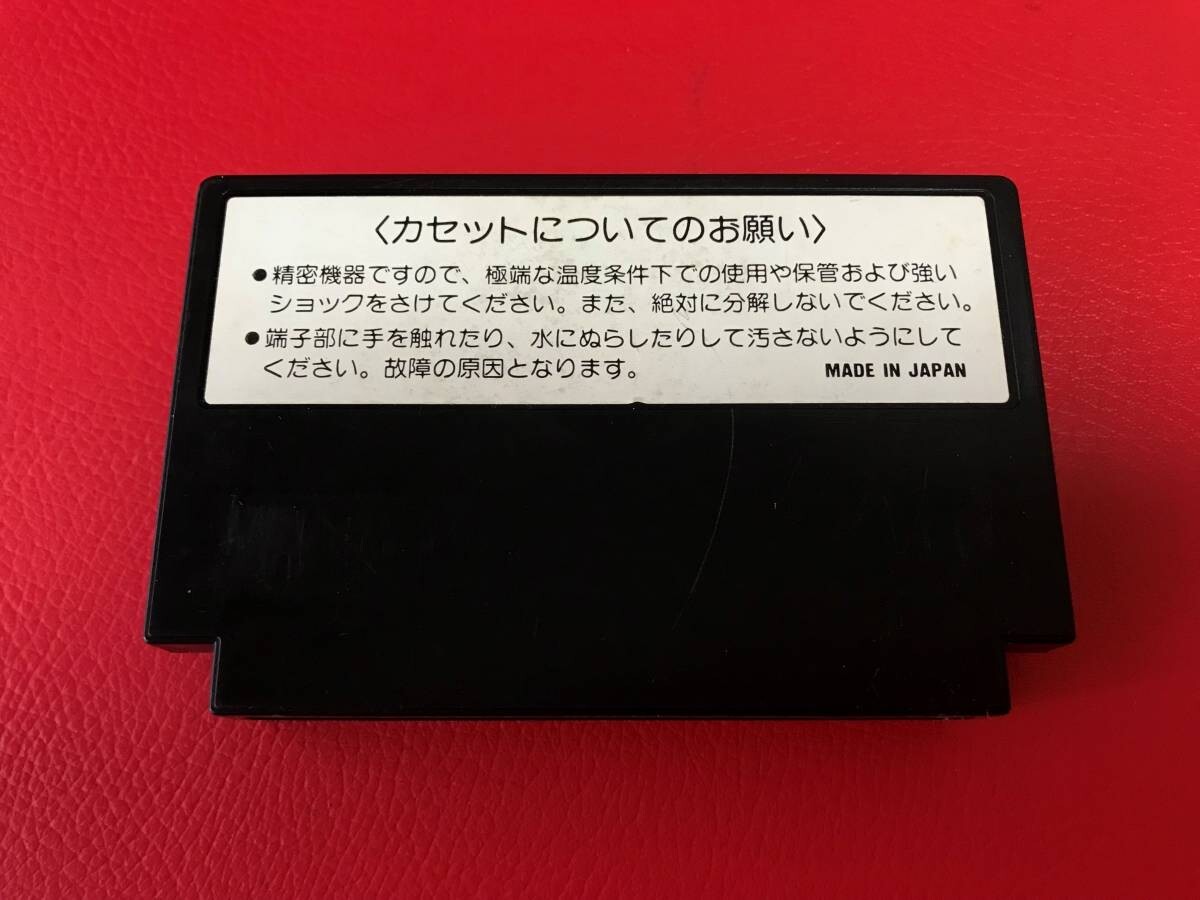 〈カセットについてのお願い〉
●精密機器ですので、極端な温度条件下での使用や保管および強い
ショックをさけてください。また、絶対に分解しないでください。
●端子部に手を触れたり、水にぬらしたりして汚さないようにして
ください。故障の原因となります。
MADE IN JAPAN